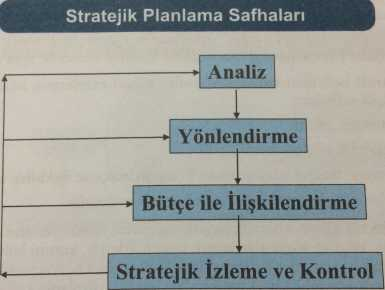 Stratejik Planlama Safhaları
Analiz
Yönlendirme
Bütçe ile İlişkilendirme
Stratejik İzleme ve Kontrol